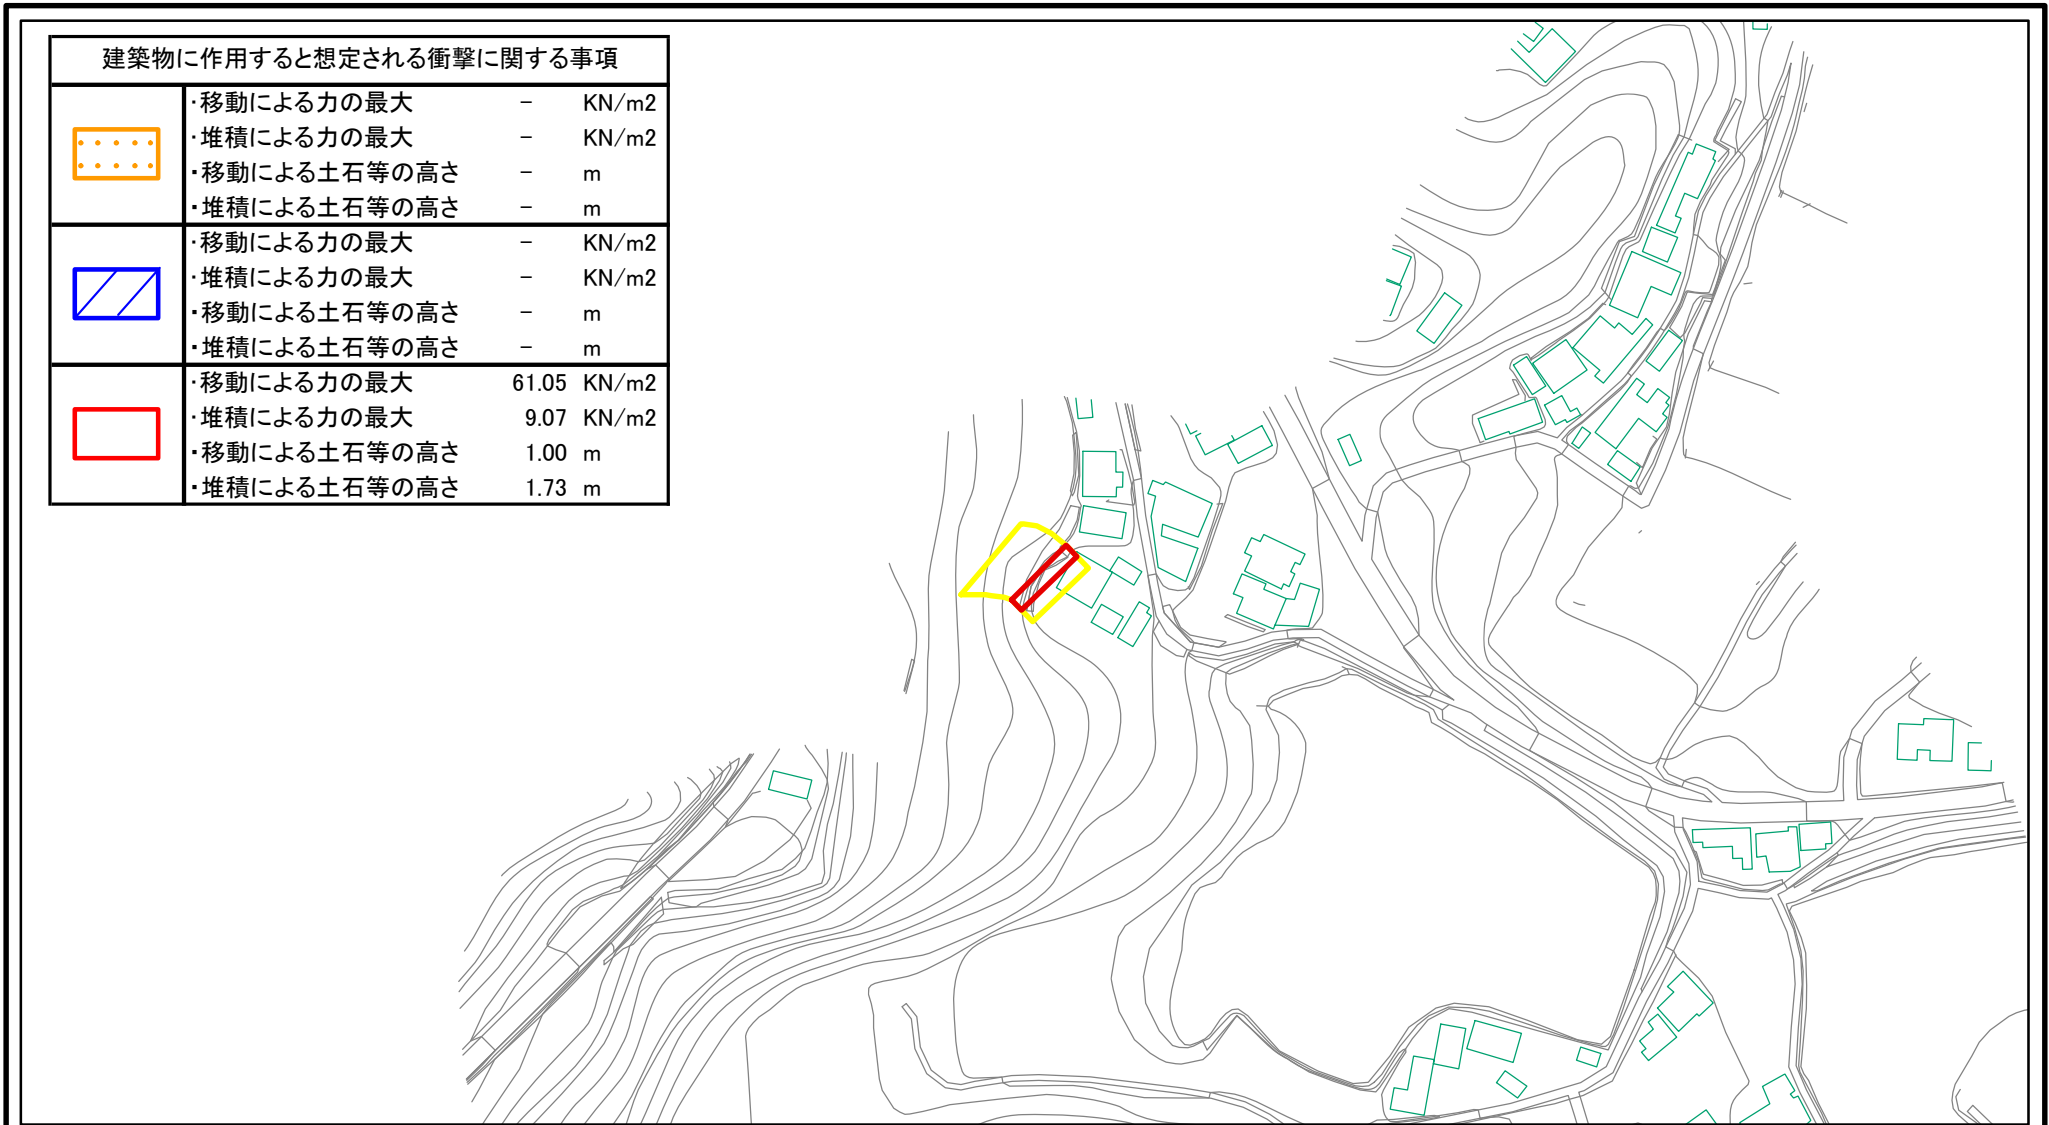 建築物に作用すると想定される衝撃に関する事項
・移動による力の最大 － KN/m2
・堆積による力の最大 － KN/m2
・移動による土石等の高さ － m
・堆積による土石等の高さ － m
・移動による力の最大 － KN/m2
・堆積による力の最大 － KN/m2
・移動による土石等の高さ － m
・堆積による土石等の高さ － m
・移動による力の最大 61.05 KN/m2
・堆積による力の最大 9.07 KN/m2
・移動による土石等の高さ 1.00 m
・堆積による土石等の高さ 1.73 m